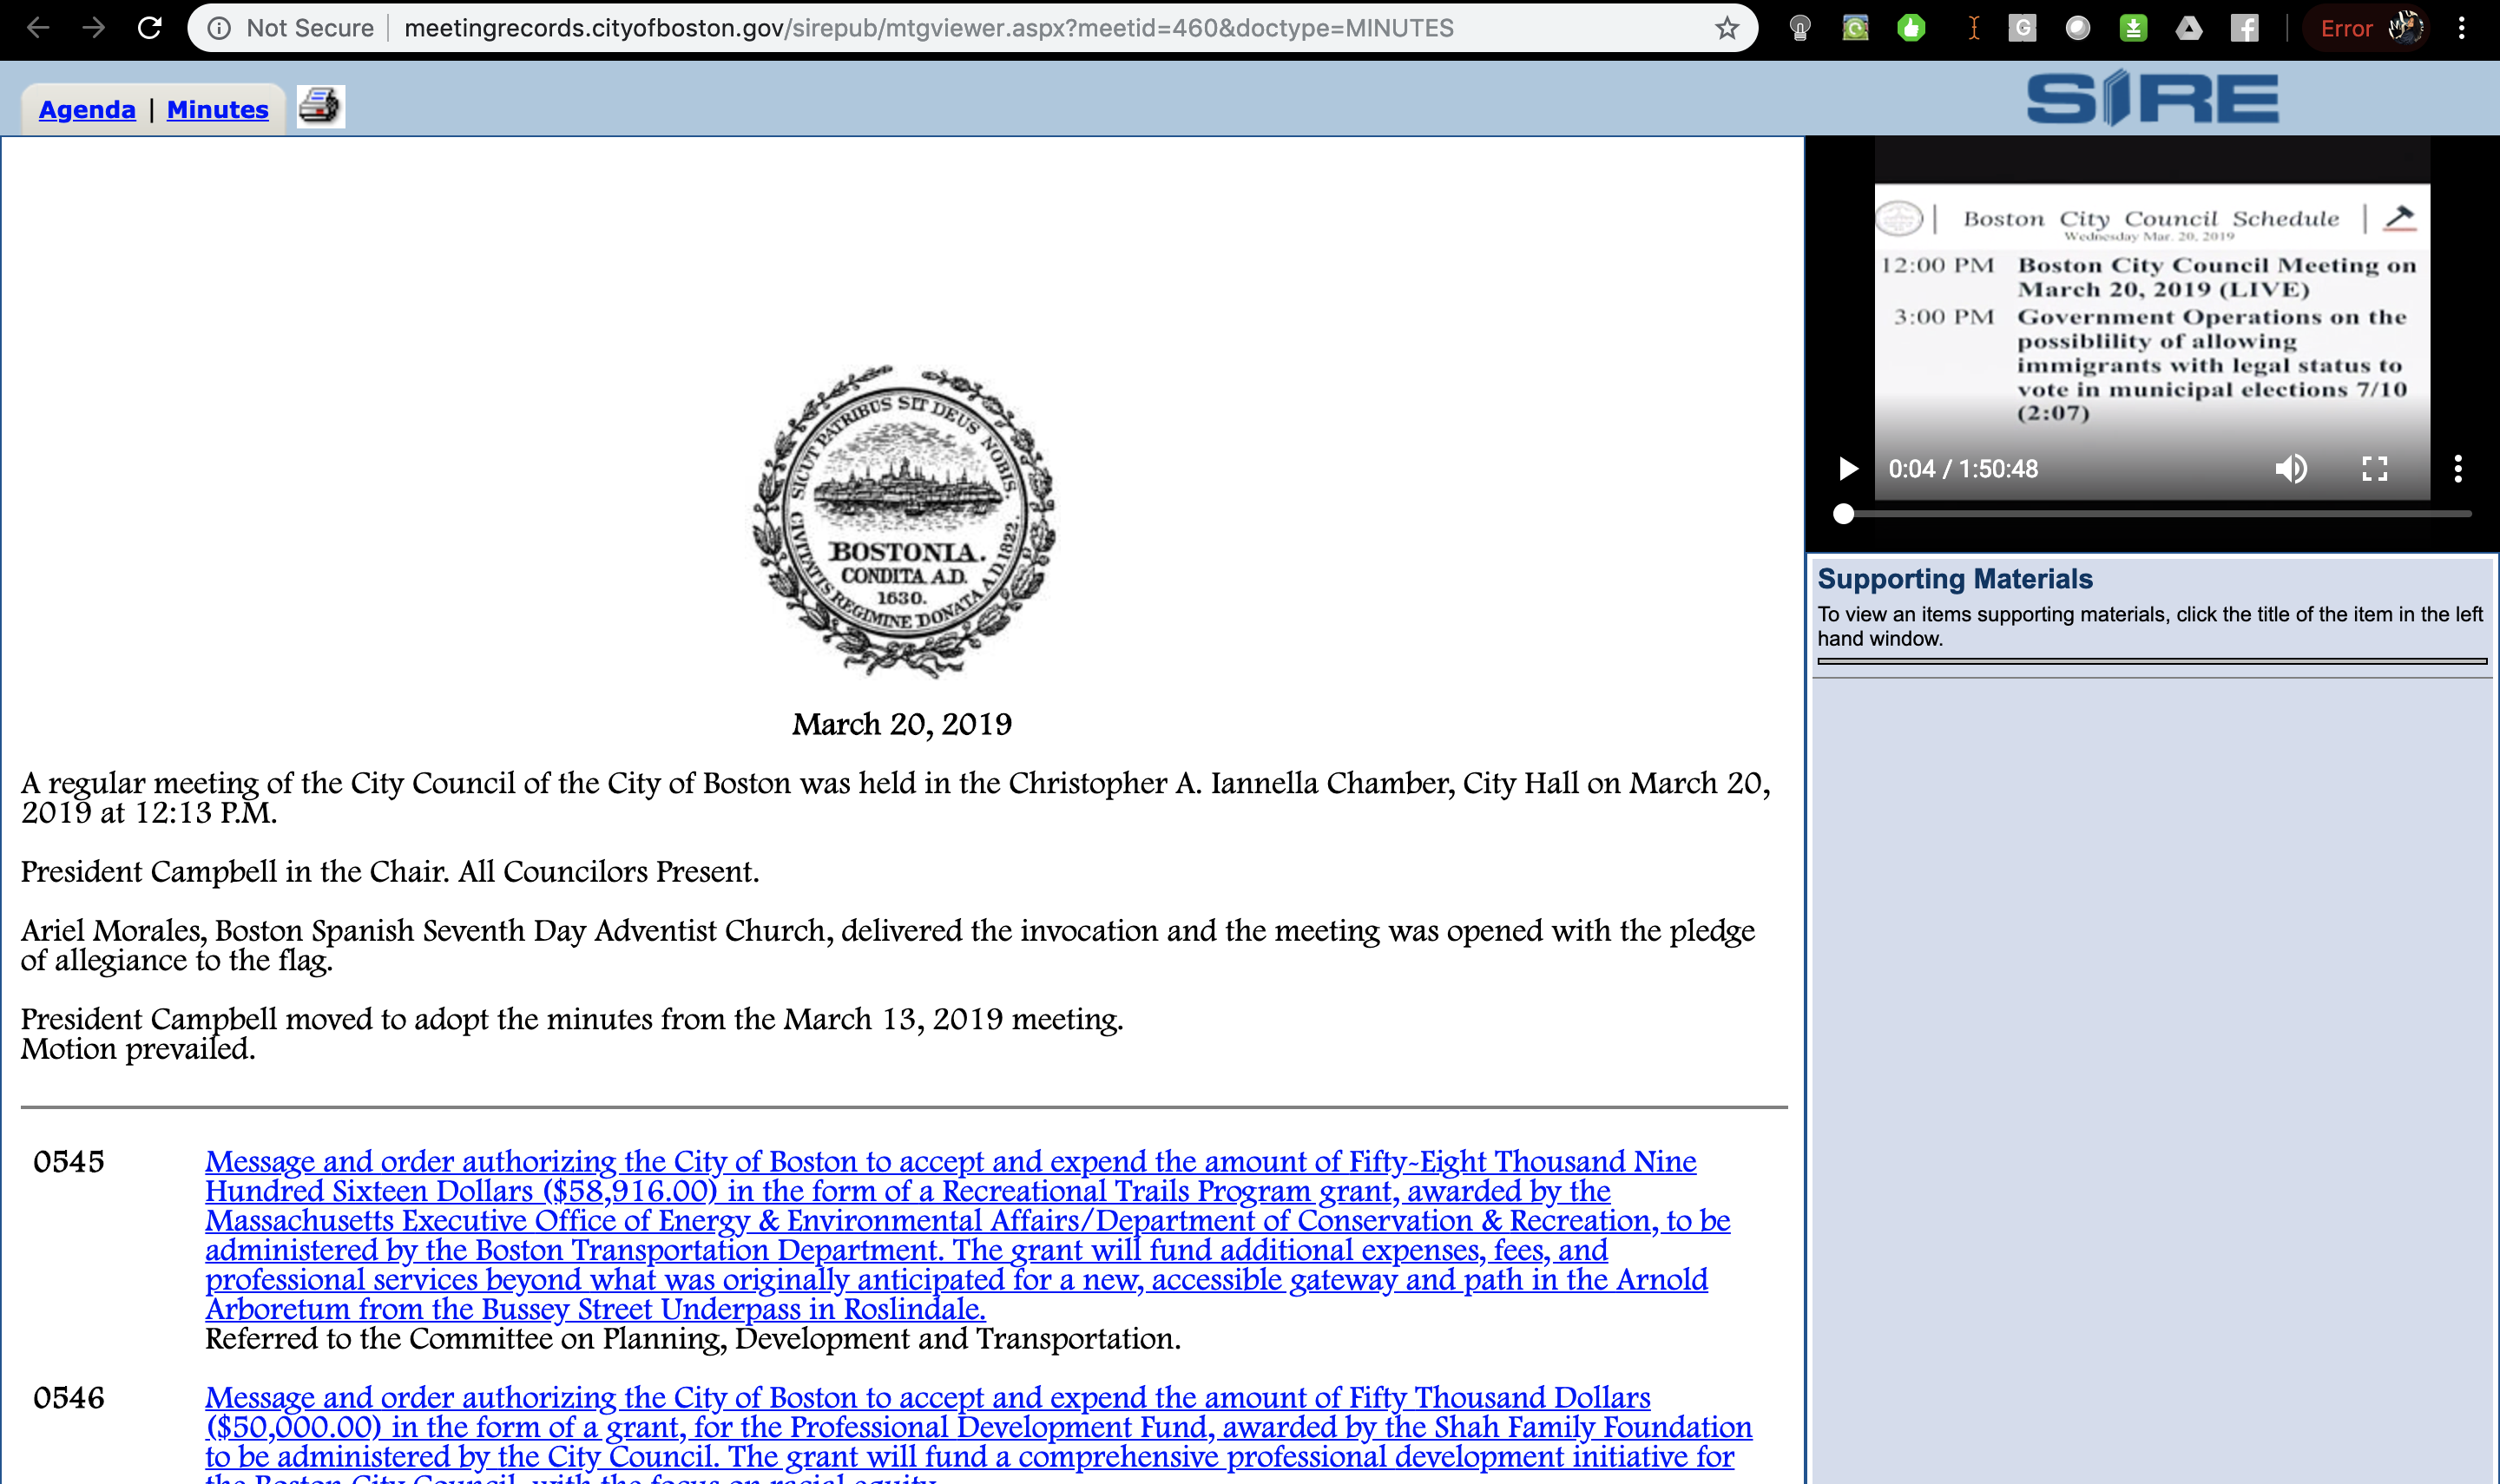 Not Secure meetingrecords.cityofboston.gov/sirepub/mtgviewer.aspx?meetid=460&doctype=MINUTES
Error
Agenda | Minutes
SIRE
SICUT PATRIBUS SIT DEUS NOBIS.
CIVITATIS REGIMINE DONATA A.D. 1822.
BOSTONIA.
CONDITA A.D.
1630.
March 20, 2019
A regular meeting of the City Council of the City of Boston was held in the Christopher A. Iannella Chamber, City Hall on March 20,
2019 at 12:13 P.M.
President Campbell in the Chair. All Councilors Present.
Ariel Morales, Boston Spanish Seventh Day Adventist Church, delivered the invocation and the meeting was opened with the pledge
of allegiance to the flag.
President Campbell moved to adopt the minutes from the March 13, 2019 meeting.
Motion prevailed.
0545 Message and order authorizing the City of Boston to accept and expend the amount of Fifty-Eight Thousand Nine
Hundred Sixteen Dollars ($58,916.00) in the form of a Recreational Trails Program grant, awarded by the
Massachusetts Executive Office of Energy & Environmental Affairs/Department of Conservation & Recreation, to be
administered by the Boston Transportation Department. The grant will fund additional expenses, fees, and
professional services beyond what was originally anticipated for a new, accessible gateway and path in the Arnold
Arboretum from the Bussey Street Underpass in Roslindale.
Referred to the Committee on Planning, Development and Transportation.
0546 Message and order authorizing the City of Boston to accept and expend the amount of Fifty Thousand Dollars
($50,000.00) in the form of a grant, for the Professional Development Fund, awarded by the Shah Family Foundation
to be administered by the City Council. The grant will fund a comprehensive professional development initiative for
the Boston City Council, with the focus on racial equity.
Boston City Council Schedule
Wednesday Mar. 20, 2019
12:00 PM Boston City Council Meeting on
March 20, 2019 (LIVE)
3:00 PM Government Operations on the
possiblility of allowing
immigrants with legal status to
vote in municipal elections 7/10
(2:07)
0:04 / 1:50:48
Supporting Materials
To view an items supporting materials, click the title of the item in the left
hand window.